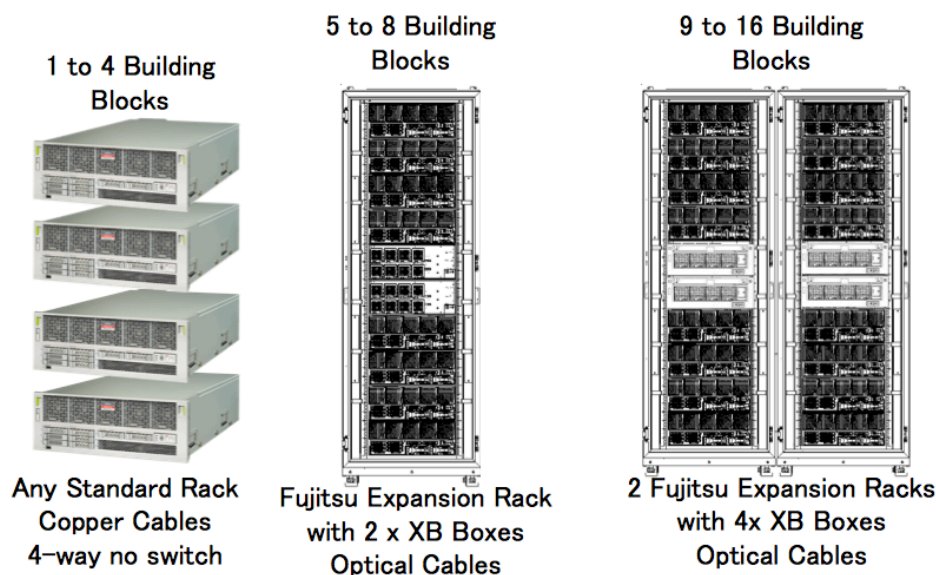 1 to 4 Building
Blocks
Any Standard Rack
Copper Cables
4-way no switch
5 to 8 Building
Blocks
Fujitsu Expansion Rack
with 2 x XB Boxes
Optical Cables
9 to 16 Building
Blocks
2 Fujitsu Expansion Racks
with 4x XB Boxes
Optical Cables